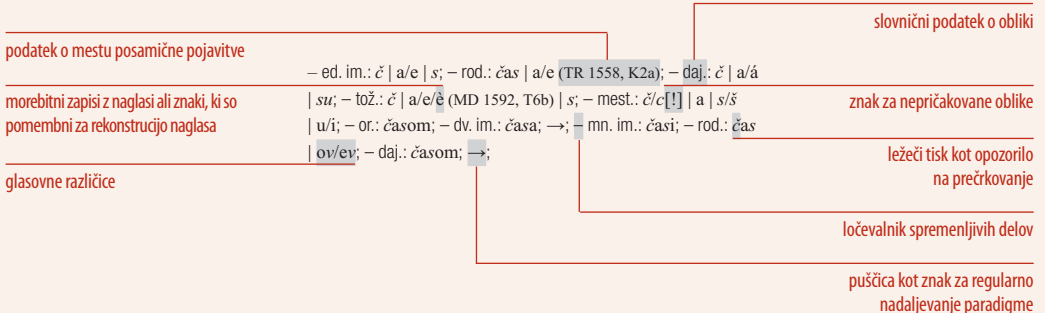 slovnični podatek o obliki
podatek o mestu posamične pojavitve
– ed. im.: č | a/e | s; – rod.: čas | a/e (TR 1558, K2a); – daj.: č | a/á
morebitni zapisi z naglasi ali znaki, ki so
pomembni za rekonstrukcijo naglasa
| su; – tož.: č | a/e/è (MD 1592, T6b) | s; – mest.: č/c[!] | a | s/š
znak za nepričakovane oblike
| u/i; – or.: časom; – dv. im.: časa; →; – mn. im.: časi; – rod.: čas
| ov/ev; – daj.: časom; →;
ležeči tisk kot opozorilo
na prečrkovanje
glasovne različice
ločevalnik spremenljivih delov
puščica kot znak za regularno
nadaljevanje paradigme